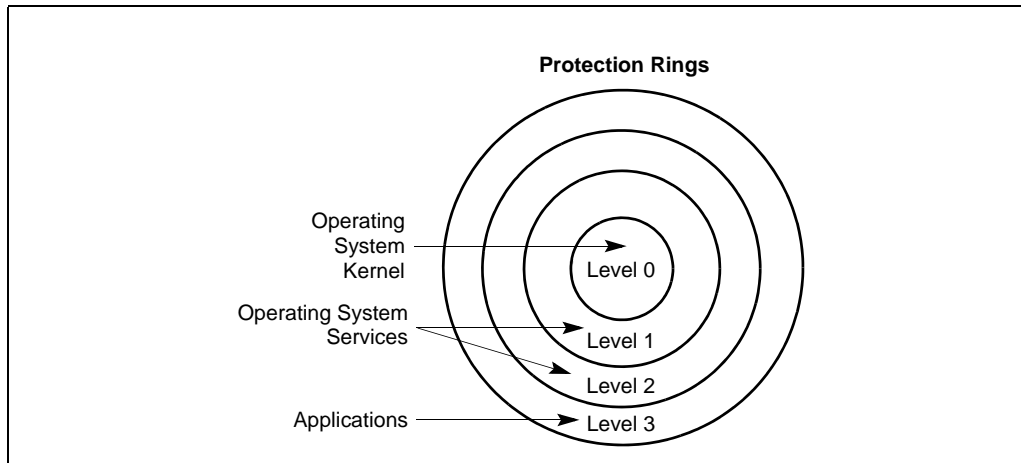 Protection Rings
Operating
System
Kernel
Level 0
Operating System
Services
Level 1
Level 2
Applications
Level 3